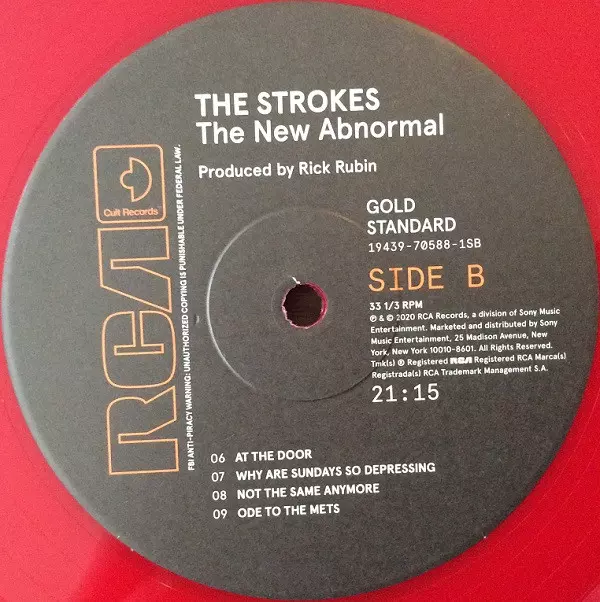 THE STROKES
The New Abnormal
Produced by Rick Rubin
RCA
Cult Records
FBI ANTI-PIRACY WARNING: UNAUTHORIZED COPYING IS PUNISHABLE UNDER FEDERAL LAW.
GOLD
STANDARD
19439-70588-1SB
SIDE B
33 1/3 RPM
℗ & © 2020 RCA Records, a division of Sony Music
Entertainment. Marketed and distributed by Sony
Music Entertainment, 25 Madison Avenue, New
York, New York 10010-8601. All Rights Reserved.
Tmk(s) ® Registered RCA Registered RCA Marca(s)
Registrada(s) RCA Trademark Management S.A.
21:15
06 AT THE DOOR
07 WHY ARE SUNDAYS SO DEPRESSING
08 NOT THE SAME ANYMORE
09 ODE TO THE METS